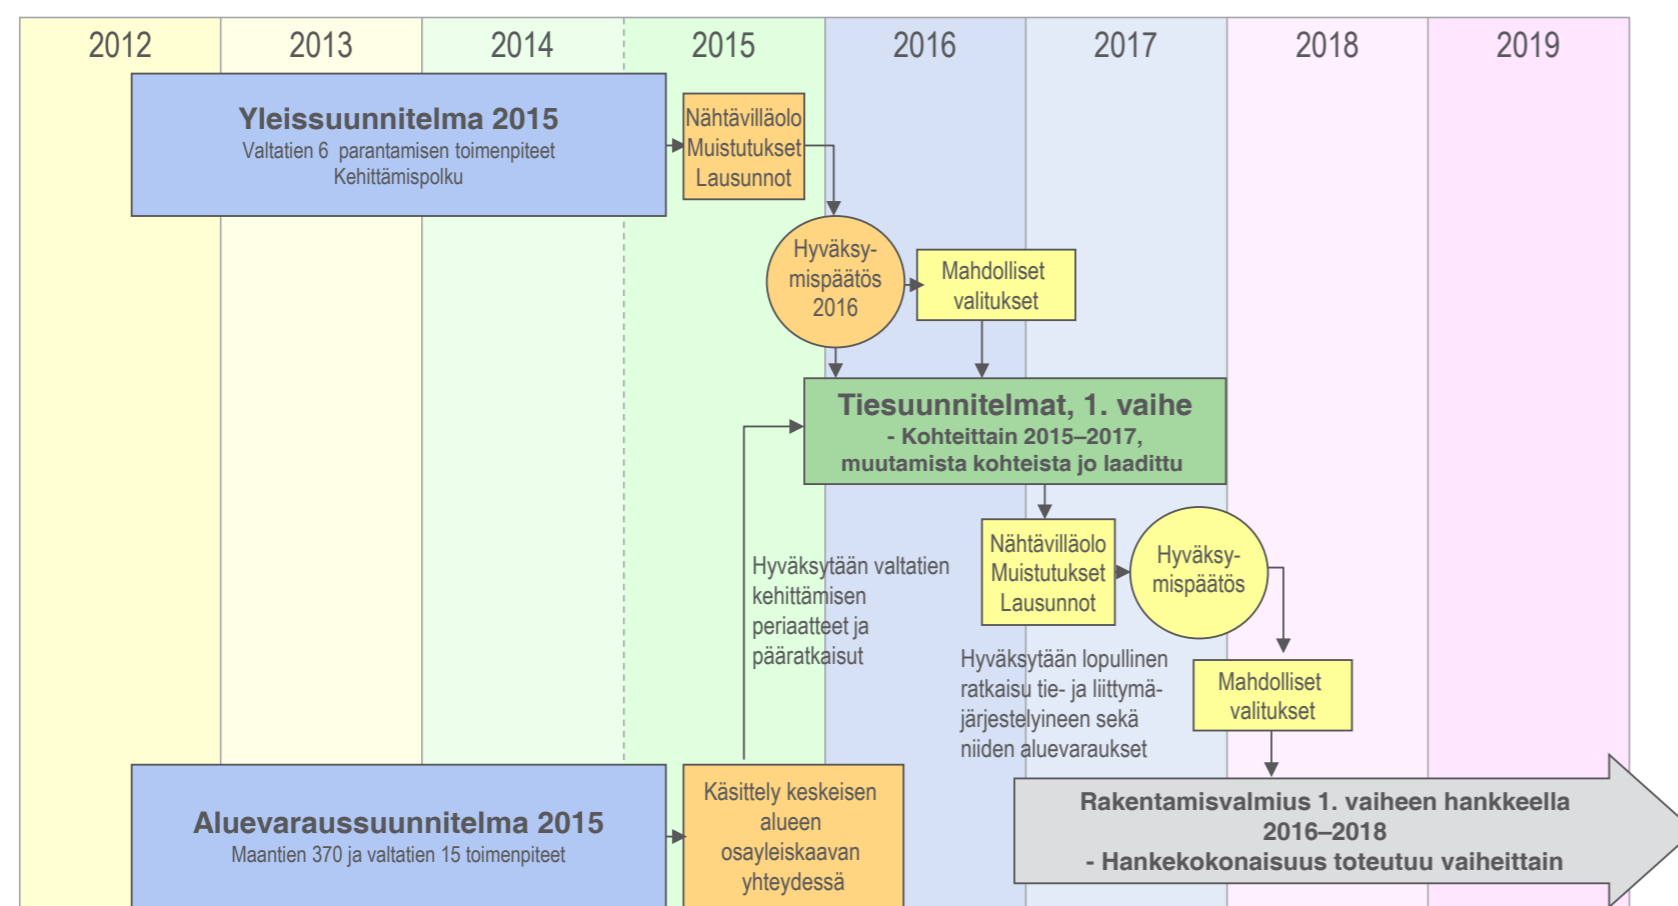 2012
2013
2014
2015
2016
2017
2018
2019
Yleissuunnitelma 2015
Valtatien 6 parantamisen toimenpiteet
Kehittämispolku
Nähtävilläolo
Muistutukset
Lausunnot
Hyväksy-
mispäätös
2016
Mahdolliset
valitukset
Tiesuunnitelmat, 1. vaihe
- Kohteittain 2015–2017,
muutamista kohteista jo laadittu
Hyväksytään valtatien
kehittämisen
periaatteet ja
pääratkaisut
Nähtävilläolo
Muistutukset
Lausunnot
Hyväksy-
mispäätös
Hyväksytään lopullinen
ratkaisu tie- ja liittymä-
järjestelyineen sekä
niiden aluevaraukset
Mahdolliset
valitukset
Aluevaraussuunnitelma 2015
Maantien 370 ja valtatien 15 toimenpiteet
Käsittely keskeisen
alueen
osayleiskaavan
yhteydessä
Rakentamisvalmius 1. vaiheen hankkeella
2016–2018
- Hankekokonaisuus toteutuu vaiheittain